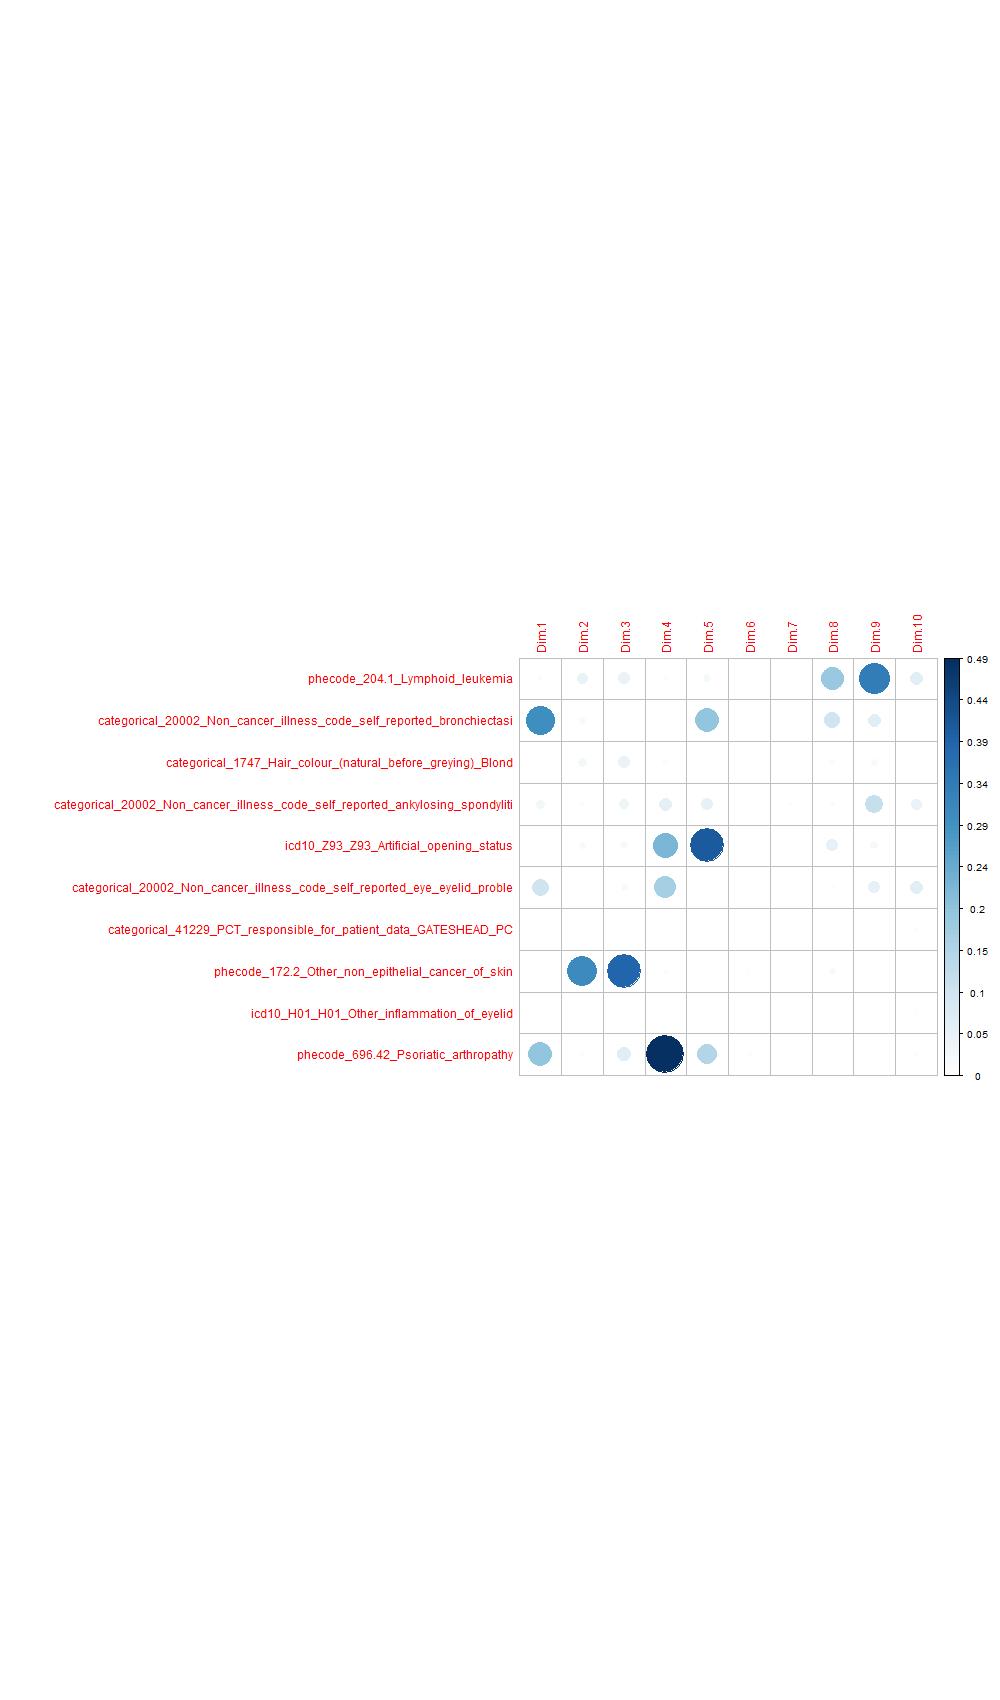 Dim.1 Dim.2 Dim.3 Dim.4 Dim.5 Dim.6 Dim.7 Dim.8 Dim.9 Dim.10
phecode_204.1_Lymphoid_leukemia
categorical_20002_Non_cancer_illness_code_self_reported_bronchiectasi
categorical_1747_Hair_colour_(natural_before_greying)_Blond
categorical_20002_Non_cancer_illness_code_self_reported_ankylosing_spondyliti
icd10_Z93_Z93_Artificial_opening_status
categorical_20002_Non_cancer_illness_code_self_reported_eye_eyelid_proble
categorical_41229_PCT_responsible_for_patient_data_GATESHEAD_PC
phecode_172.2_Other_non_epithelial_cancer_of_skin
icd10_H01_H01_Other_inflammation_of_eyelid
phecode_696.42_Psoriatic_arthropathy
0.49
0.44
0.39
0.34
0.29
0.24
0.2
0.15
0.1
0.05
0